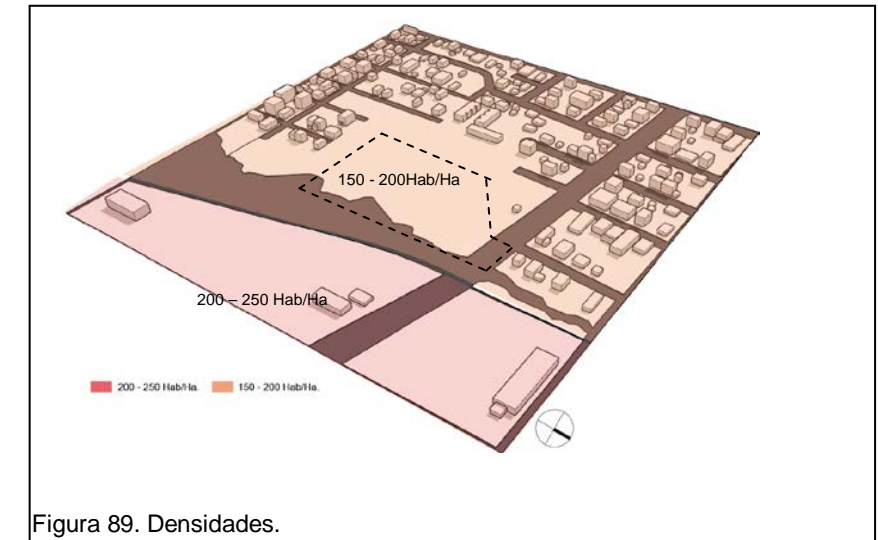 150 - 200Hab/Ha
200 – 250 Hab/Ha
200 - 250 Hab/Ha. 150 - 200 Hab/Ha.
Figura 89. Densidades.